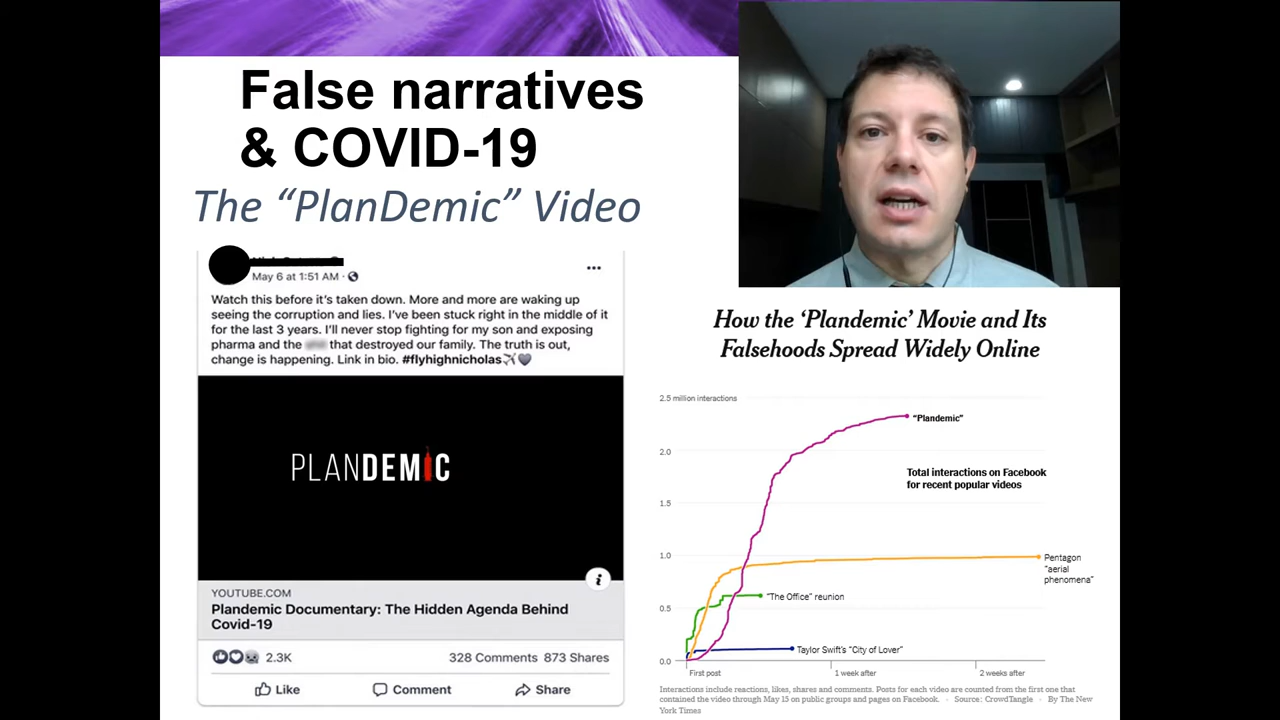 False narratives
& COVID-19
The “PlanDemic” Video
May 6 at 1:51 AM ·
Watch this before it’s taken down. More and more are waking up
seeing the corruption and lies. I’ve been stuck right in the middle of it
for the last 3 years. I’ll never stop fighting for my son and exposing
pharma and the that destroyed our family. The truth is out,
change is happening. Link in bio. #flyhighnicholas✈🖤
PLANDEMIC
YOUTUBE.COM
Plandemic Documentary: The Hidden Agenda Behind
Covid-19
2.3K
328 Comments 873 Shares
Like Comment Share
How the ‘Plandemic’ Movie and Its
Falsehoods Spread Widely Online
2.5 million interactions
“Plandemic”
2.0
Total interactions on Facebook
for recent popular videos
1.5
1.0
Pentagon
“aerial
phenomena”
“The Office” reunion
0.5
Taylor Swift’s “City of Lover”
0.0
First post
1 week after
2 weeks after
Interactions include reactions, likes, shares and comments. Posts for each video are counted from the first one that
contained the video through May 15 on public groups and pages on Facebook. · Source: CrowdTangle · By The New
York Times